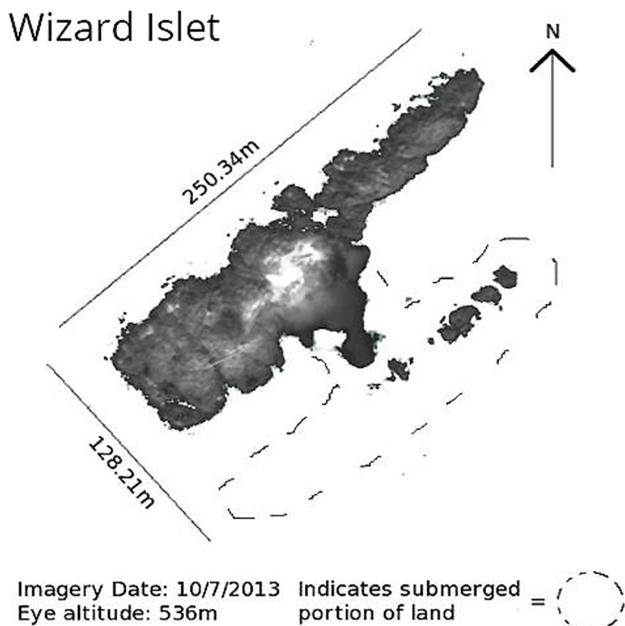 Wizard Islet
N
250.34m
128.21m
Imagery Date: 10/7/2013
Eye altitude: 536m
Indicates submerged
portion of land
=